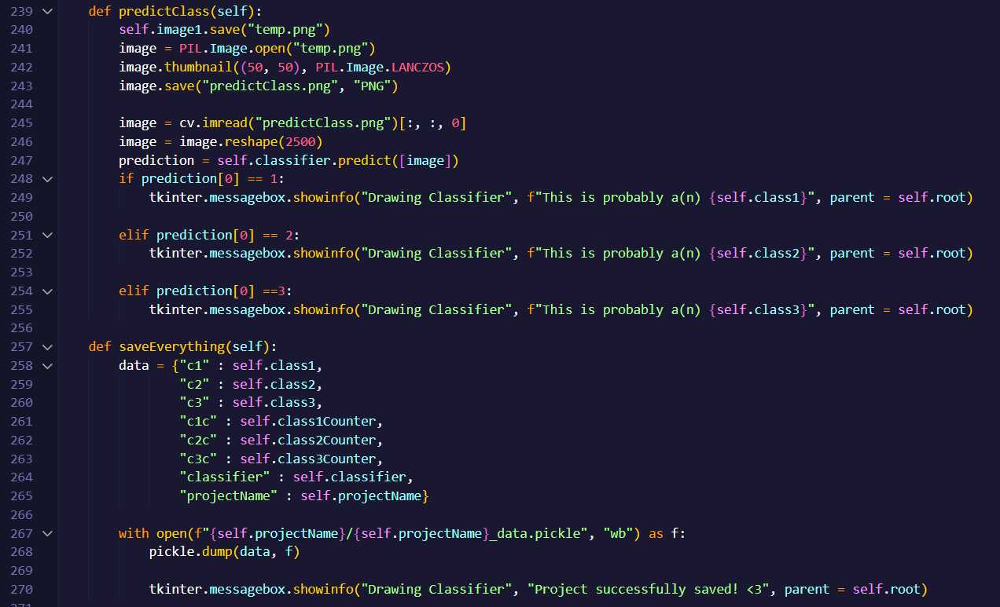 239 def predictClass(self):
240 self.image1.save("temp.png")
241 image = PIL.Image.open("temp.png")
242 image.thumbnail((50, 50), PIL.Image.LANCZOS)
243 image.save("predictClass.png", "PNG")
244
245 image = cv.imread("predictClass.png")[:, :, 0]
246 image = image.reshape(2500)
247 prediction = self.classifier.predict([image])
248 if prediction[0] == 1:
249 tkinter.messagebox.showinfo("Drawing Classifier", f"This is probably a(n) {self.class1}", parent = self.root)
250
251 elif prediction[0] == 2:
252 tkinter.messagebox.showinfo("Drawing Classifier", f"This is probably a(n) {self.class2}", parent = self.root)
253
254 elif prediction[0] ==3:
255 tkinter.messagebox.showinfo("Drawing Classifier", f"This is probably a(n) {self.class3}", parent = self.root)
256
257 def saveEverything(self):
258 data = {"c1" : self.class1,
259 "c2" : self.class2,
260 "c3" : self.class3,
261 "c1c" : self.class1Counter,
262 "c2c" : self.class2Counter,
263 "c3c" : self.class3Counter,
264 "classifier" : self.classifier,
265 "projectName" : self.projectName}
266
267 with open(f"{self.projectName}/{self.projectName}_data.pickle", "wb") as f:
268 pickle.dump(data, f)
269
270 tkinter.messagebox.showinfo("Drawing Classifier", "Project successfully saved! <3", parent = self.root)